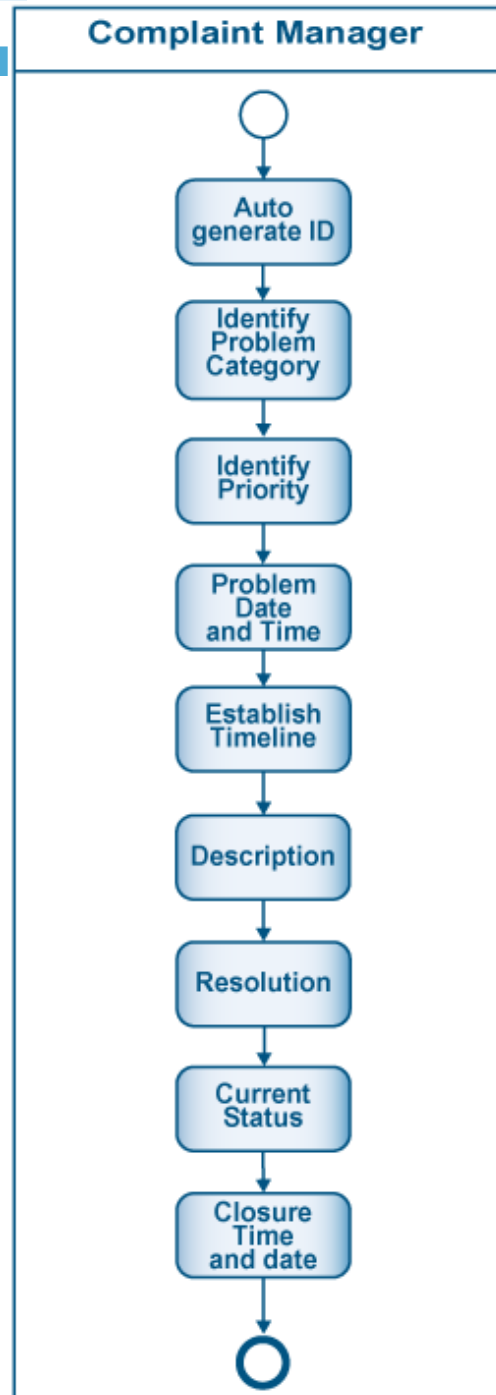 Complaint Manager
Auto
generate ID
Identify
Problem
Category
Identify
Priority
Problem
Date
and Time
Establish
Timeline
Description
Resolution
Current
Status
Closure
Time
and date